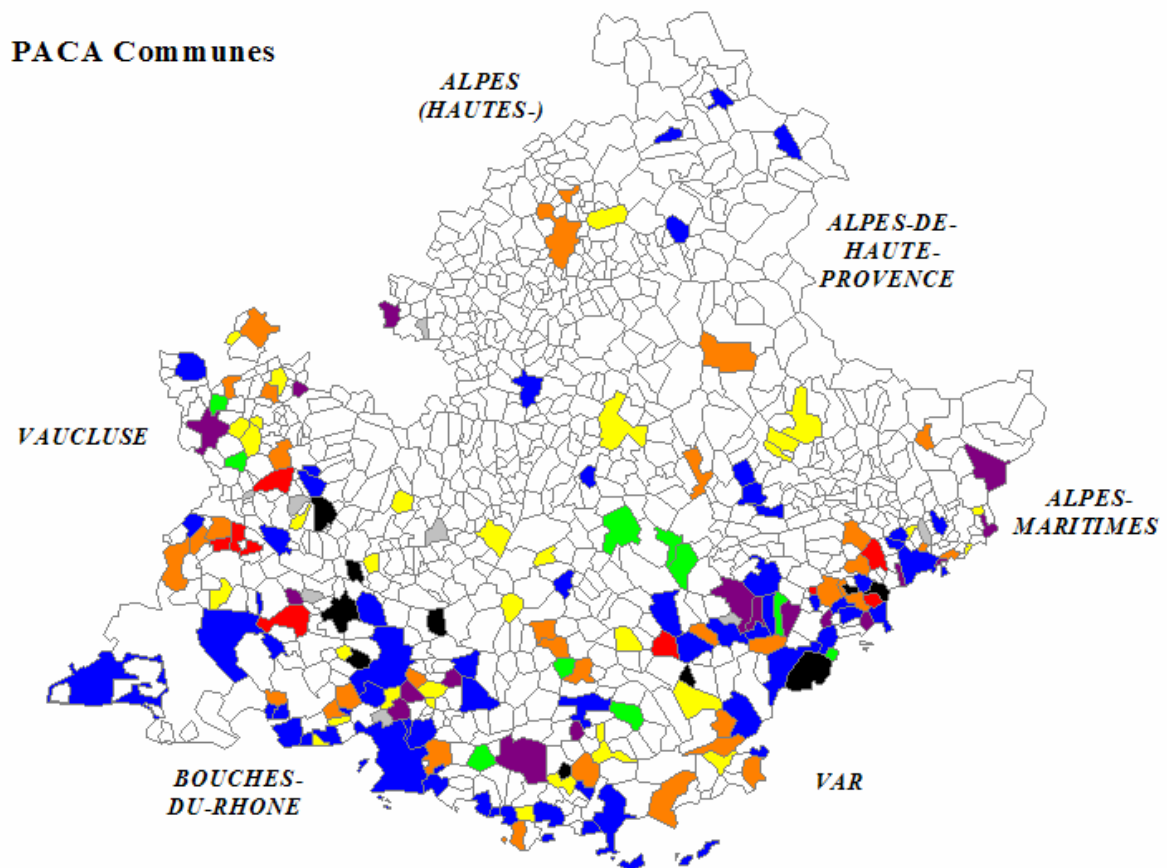 PACA Communes
ALPES
(HAUTES-)
ALPES-DE-
HAUTE-
PROVENCE
VAUCLUSE
ALPES-
MARITIMES
BOUCHES-
DU-RHONE
VAR